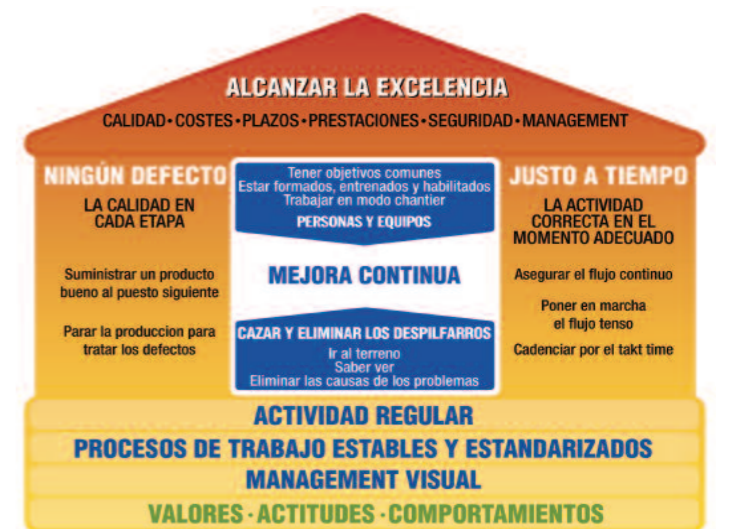 ALCANZAR LA EXCELENCIA
CALIDAD·COSTES·PLAZOS·PRESTACIONES·SEGURIDAD·MANAGEMENT
NINGÚN DEFECTO
LA CALIDAD EN
CADA ETAPA
Suministrar un producto
bueno al puesto siguiente
Parar la produccion para
tratar los defectos
Tener objetivos comunes
Estar formados, entrenados y habilitados
Trabajar en modo chantier
PERSONAS Y EQUIPOS
MEJORA CONTINUA
CAZAR Y ELIMINAR LOS DESPILFARROS
Ir al terreno
Saber ver
Eliminar las causas de los problemas
JUSTO A TIEMPO
LA ACTIVIDAD
CORRECTA EN EL
MOMENTO ADECUADO
Asegurar el flujo continuo
Poner en marcha
el flujo tenso
Cadenciar por el takt time
ACTIVIDAD REGULAR
PROCESOS DE TRABAJO ESTABLES Y ESTANDARIZADOS
MANAGEMENT VISUAL
VALORES · ACTITUDES · COMPORTAMIENTOS